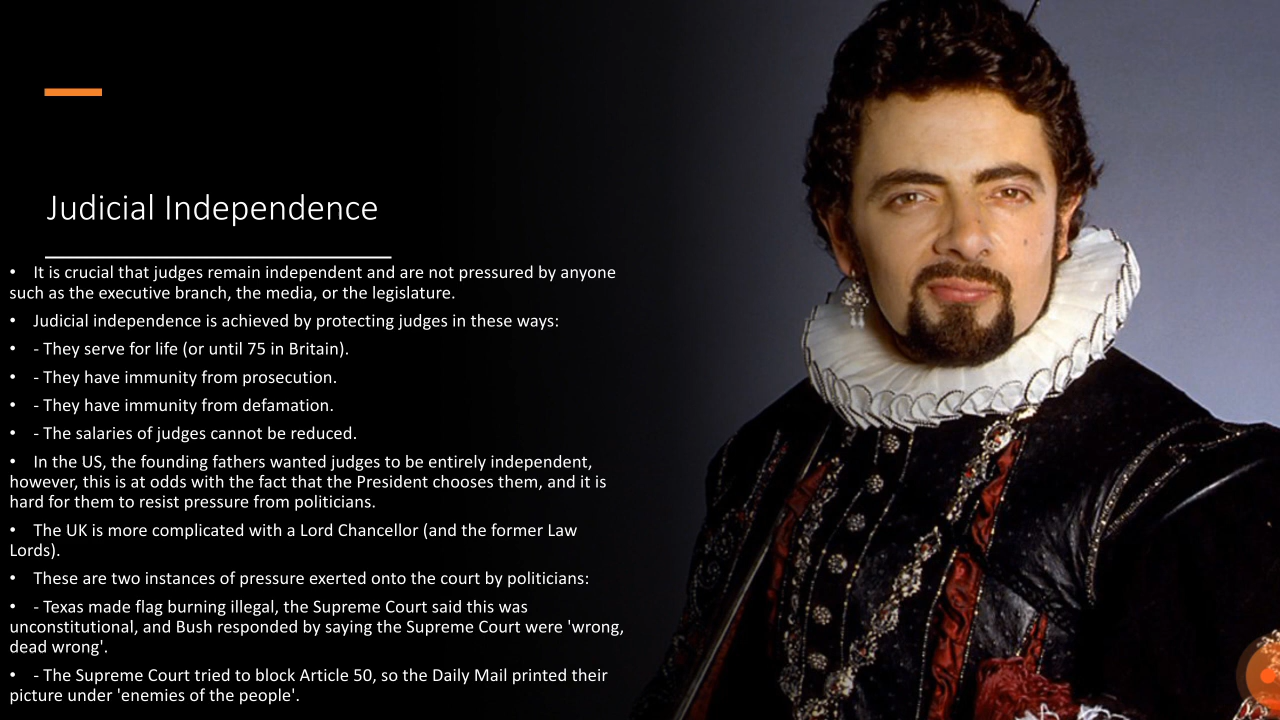 Judicial Independence
• It is crucial that judges remain independent and are not pressured by anyone
such as the executive branch, the media, or the legislature.
• Judicial independence is achieved by protecting judges in these ways:
• - They serve for life (or until 75 in Britain).
• - They have immunity from prosecution.
• - They have immunity from defamation.
• - The salaries of judges cannot be reduced.
• In the US, the founding fathers wanted judges to be entirely independent,
however, this is at odds with the fact that the President chooses them, and it is
hard for them to resist pressure from politicians.
• The UK is more complicated with a Lord Chancellor (and the former Law
Lords).
• These are two instances of pressure exerted onto the court by politicians:
• - Texas made flag burning illegal, the Supreme Court said this was
unconstitutional, and Bush responded by saying the Supreme Court were 'wrong,
dead wrong'.
• - The Supreme Court tried to block Article 50, so the Daily Mail printed their
picture under 'enemies of the people'.